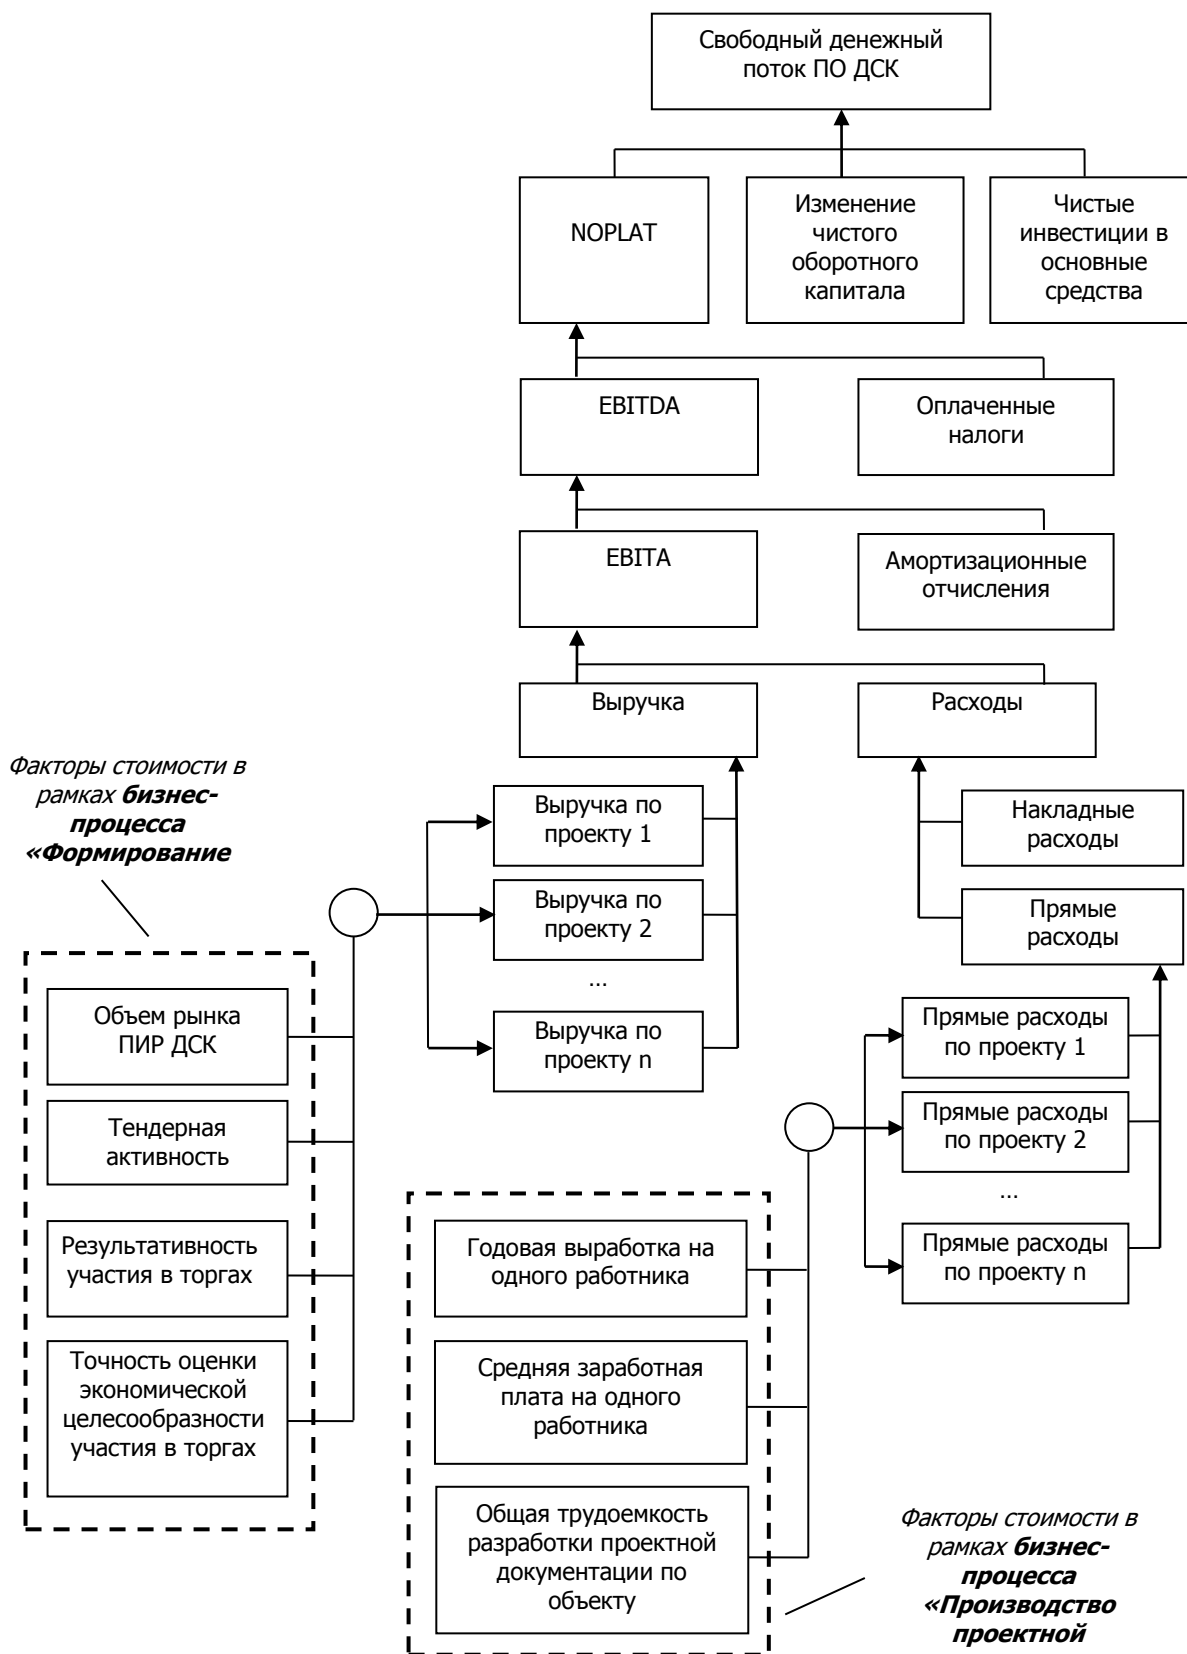 Свободный денежный
поток ПО ДСК
NOPLAT
Изменение
чистого
оборотного
капитала
Чистые
инвестиции в
основные
средства
EBITDA
Оплаченные
налоги
EBITA
Амортизационные
отчисления
Выручка
Расходы
Факторы стоимости в
рамках бизнес-
процесса
«Формирование
Выручка по
проекту 1
Выручка по
проекту 2
...
Выручка по
проекту n
Накладные
расходы
Прямые
расходы
Объем рынка
ПИР ДСК
Тендерная
активность
Результативность
участия в торгах
Точность оценки
экономической
целесообразности
участия в торгах
Прямые расходы
по проекту 1
Прямые расходы
по проекту 2
...
Прямые расходы
по проекту n
Годовая выработка на
одного работника
Средняя заработная
плата на одного
работника
Общая трудоемкость
разработки проектной
документации по
объекту
Факторы стоимости в
рамках бизнес-
процесса
«Производство
проектной